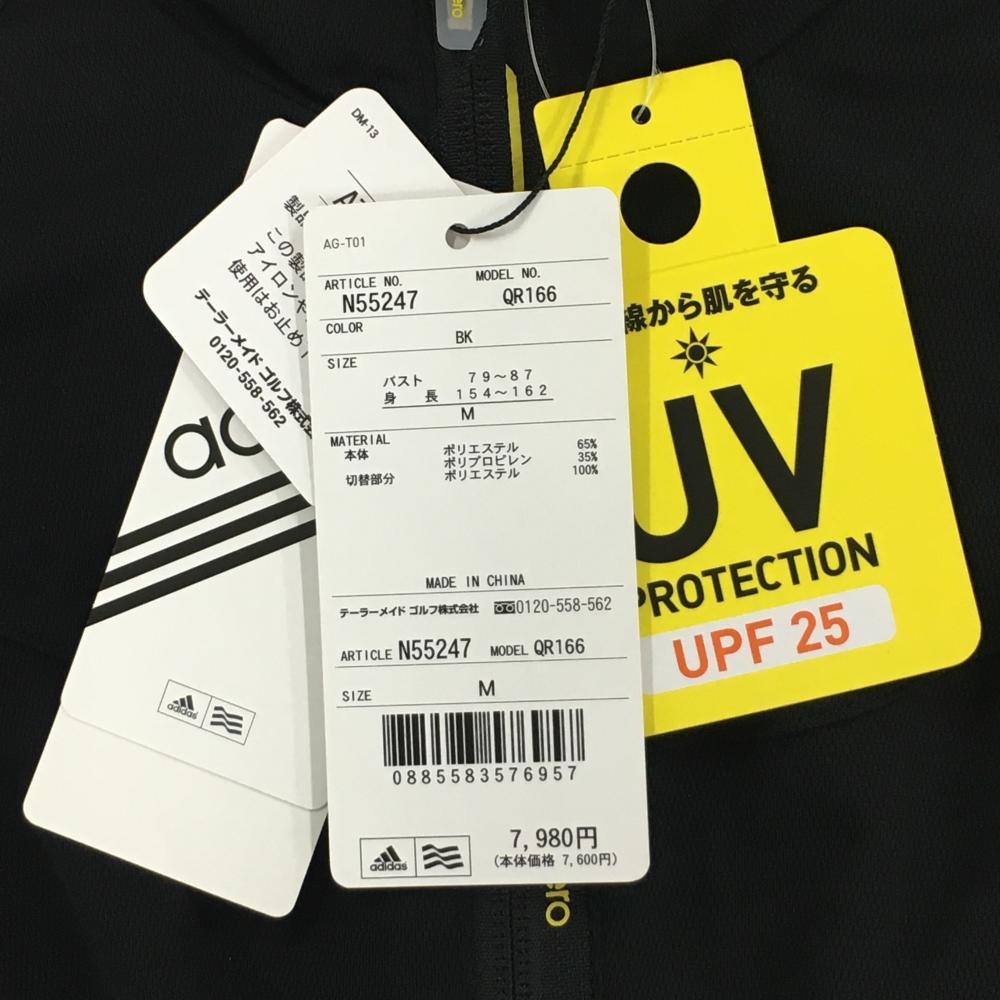 DM-13
この製
アイロンや
使用はお止め!
テーラーメイド ゴルフ株式会
0120-558-562
adidas
AG-T01
ARTICLE NO. MODEL NO.
N55247 QR166
COLOR
BK
SIZE
バスト 79～87
身 長 154～162
M
MATERIAL
本体 ポリエステル 65%
ポリプロピレン 35%
切替部分 ポリエステル 100%
MADE IN CHINA
テーラーメイド ゴルフ株式会社 0120-558-562
ARTICLE N55247 MODEL QR166
SIZE M
0885583576957
adidas
7,980円
(本体価格 7,600円)
線から肌を守る
UV
PROTECTION
UPF 25
ero
ero